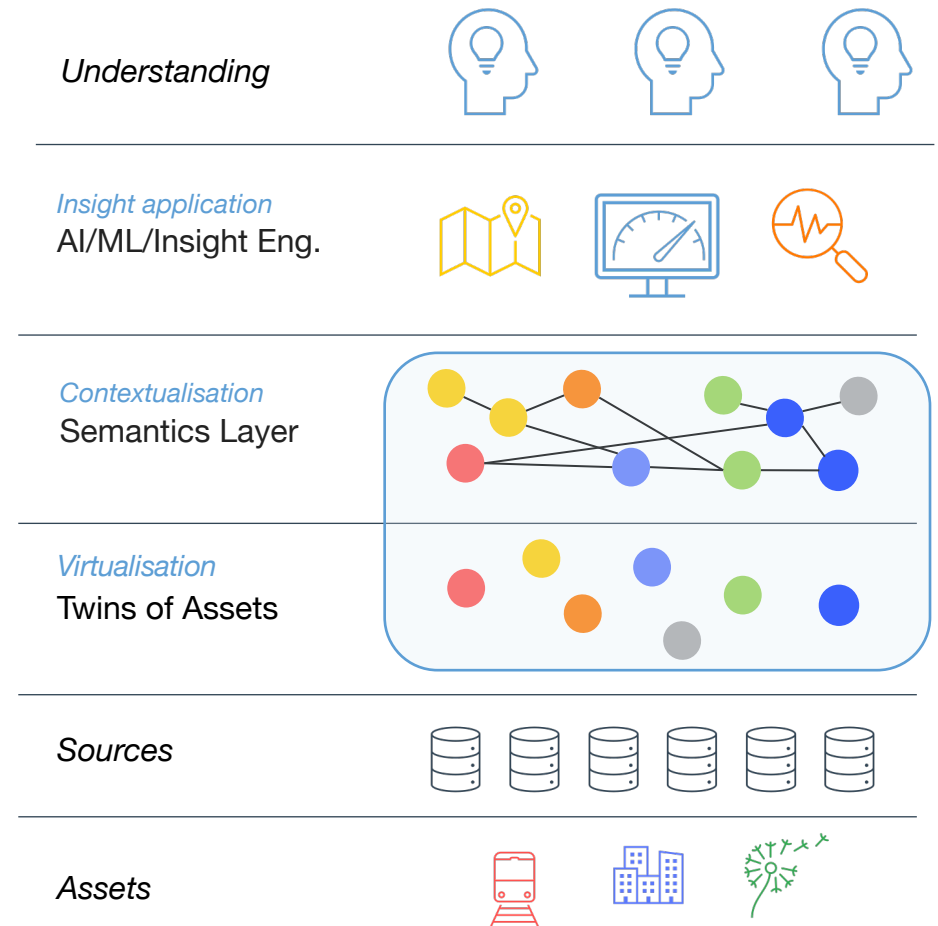 Understanding
Insight application
AI/ML/Insight Eng.
Contextualisation
Semantics Layer
Virtualisation
Twins of Assets
Sources
Assets